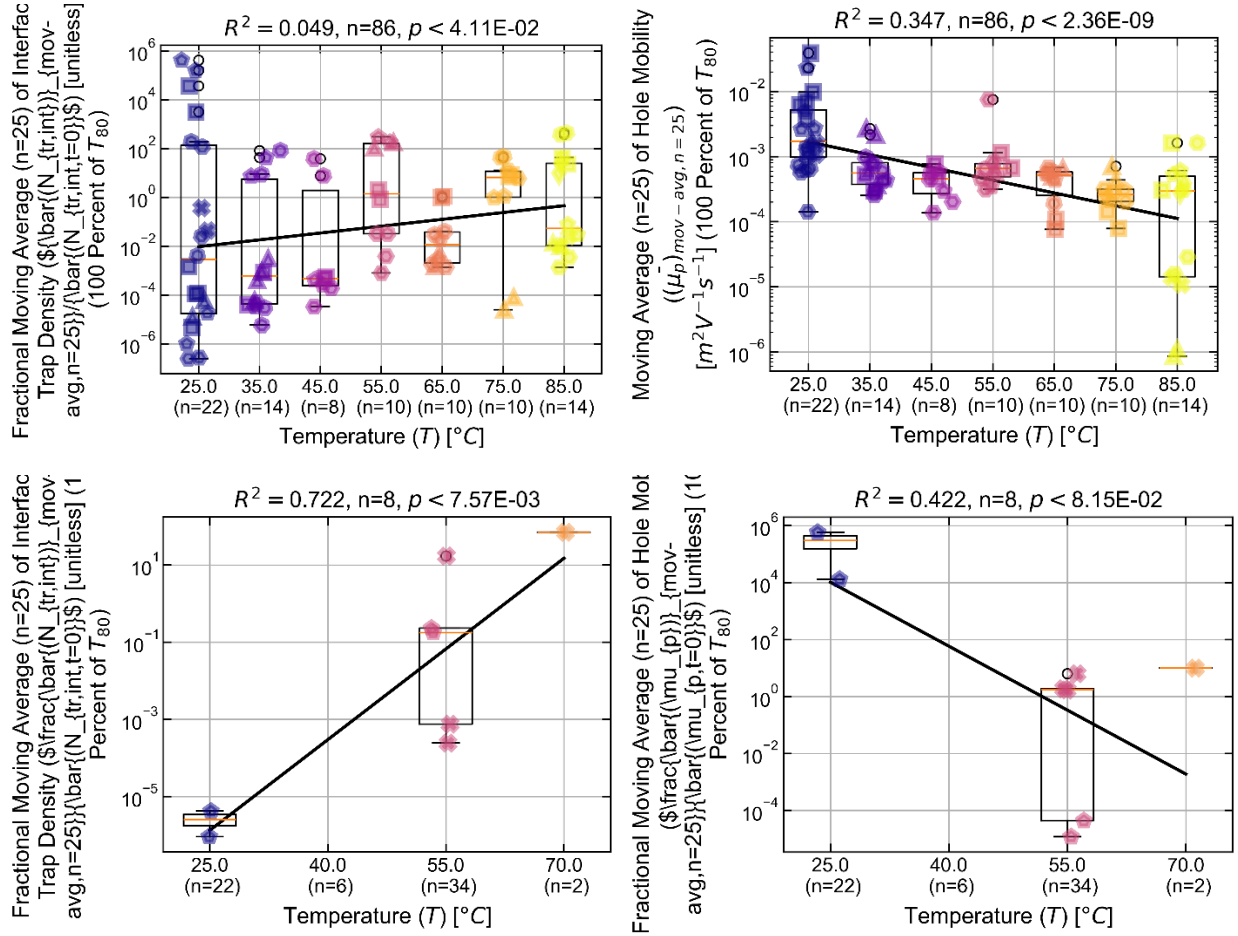 Fractional Moving Average (n=25) of Interfac
Trap Density (${\bar{(N_{tr,int})}_{mov-
avg,n=25}}/{\bar{(N_{tr,int,t=0}}$) [unitless]
(100 Percent of T80)
R² = 0.049, n=86, p < 4.11E-02
10⁶
10⁴
10²
10⁰
10⁻²
10⁻⁴
10⁻⁶
25.0 35.0 45.0 55.0 65.0 75.0 85.0
(n=22) (n=14) (n=8) (n=10) (n=10) (n=10) (n=14)
Temperature (T) [°C]
Moving Average (n=25) of Hole Mobility
((μ̄p)mov−avg, n = 25)
[m²V⁻¹s⁻¹] (100 Percent of T80)
R² = 0.347, n=86, p < 2.36E-09
10⁻²
10⁻³
10⁻⁴
10⁻⁵
10⁻⁶
25.0 35.0 45.0 55.0 65.0 75.0 85.0
(n=22) (n=14) (n=8) (n=10) (n=10) (n=10) (n=14)
Temperature (T) [°C]
Fractional Moving Average (n=25) of Interfac
Trap Density ($\frac{\bar{(N_{tr,int})}_{mov-
avg,n=25}}{\bar{(N_{tr,int,t=0}}$) [unitless] (1
Percent of T80)
R² = 0.722, n=8, p < 7.57E-03
10¹
10⁻¹
10⁻³
10⁻⁵
25.0 40.0 55.0 70.0
(n=22) (n=6) (n=34) (n=2)
Temperature (T) [°C]
Fractional Moving Average (n=25) of Hole Mob
($\frac{\bar{(\mu_{p})}_{mov-
avg,n=25}}{\bar{(\mu_{p,t=0}}$) [unitless] (10
Percent of T80)
R² = 0.422, n=8, p < 8.15E-02
10⁶
10⁴
10²
10⁰
10⁻²
10⁻⁴
25.0 40.0 55.0 70.0
(n=22) (n=6) (n=34) (n=2)
Temperature (T) [°C]